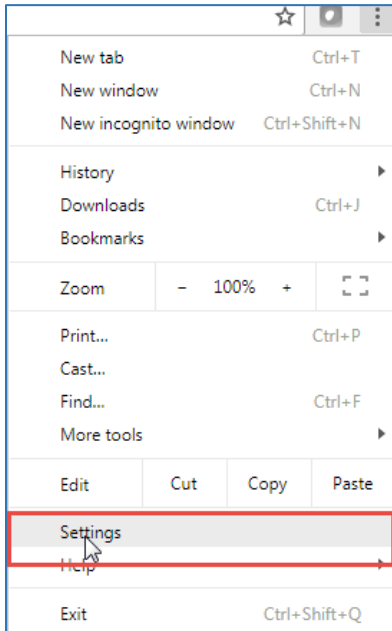 New tab Ctrl+T
New window Ctrl+N
New incognito window Ctrl+Shift+N
History
Downloads Ctrl+J
Bookmarks
Zoom - 100% +
Print... Ctrl+P
Cast...
Find... Ctrl+F
More tools
Edit Cut Copy Paste
Settings
Help
Exit Ctrl+Shift+Q